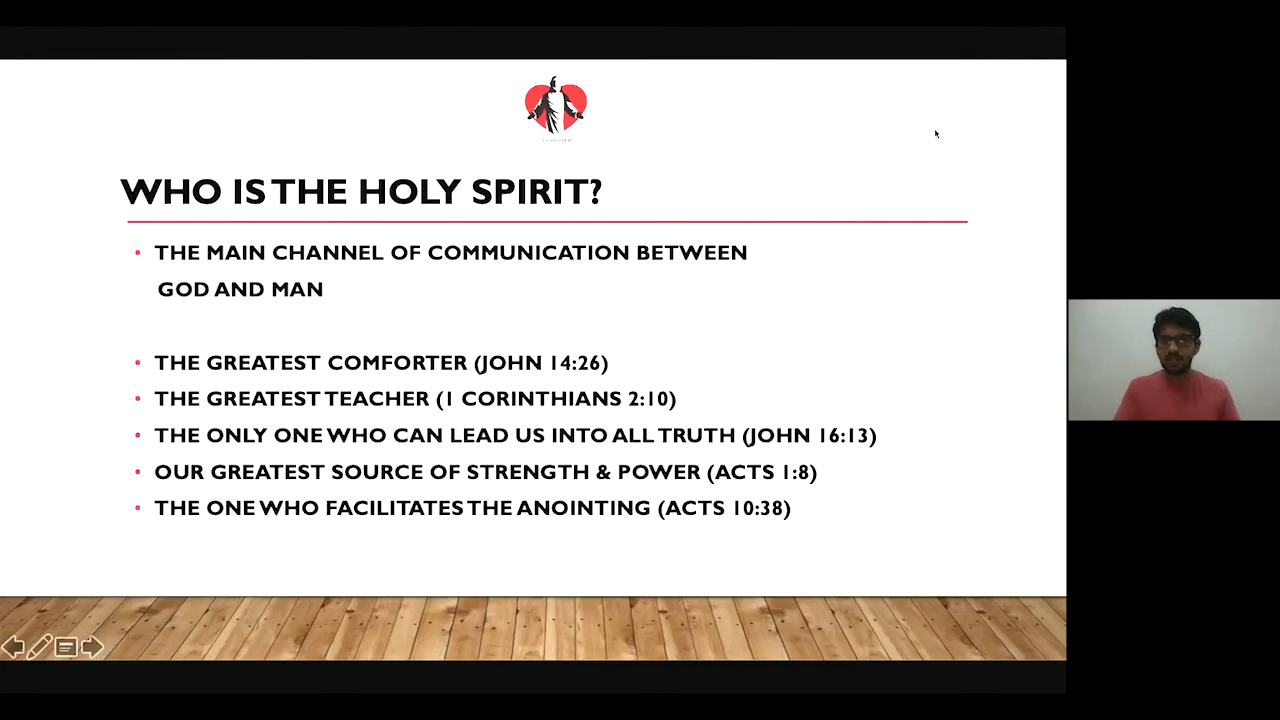 WHO IS THE HOLY SPIRIT?
• THE MAIN CHANNEL OF COMMUNICATION BETWEEN
GOD AND MAN
• THE GREATEST COMFORTER (JOHN 14:26)
• THE GREATEST TEACHER (1 CORINTHIANS 2:10)
• THE ONLY ONE WHO CAN LEAD US INTO ALL TRUTH (JOHN 16:13)
• OUR GREATEST SOURCE OF STRENGTH & POWER (ACTS 1:8)
• THE ONE WHO FACILITATES THE ANOINTING (ACTS 10:38)